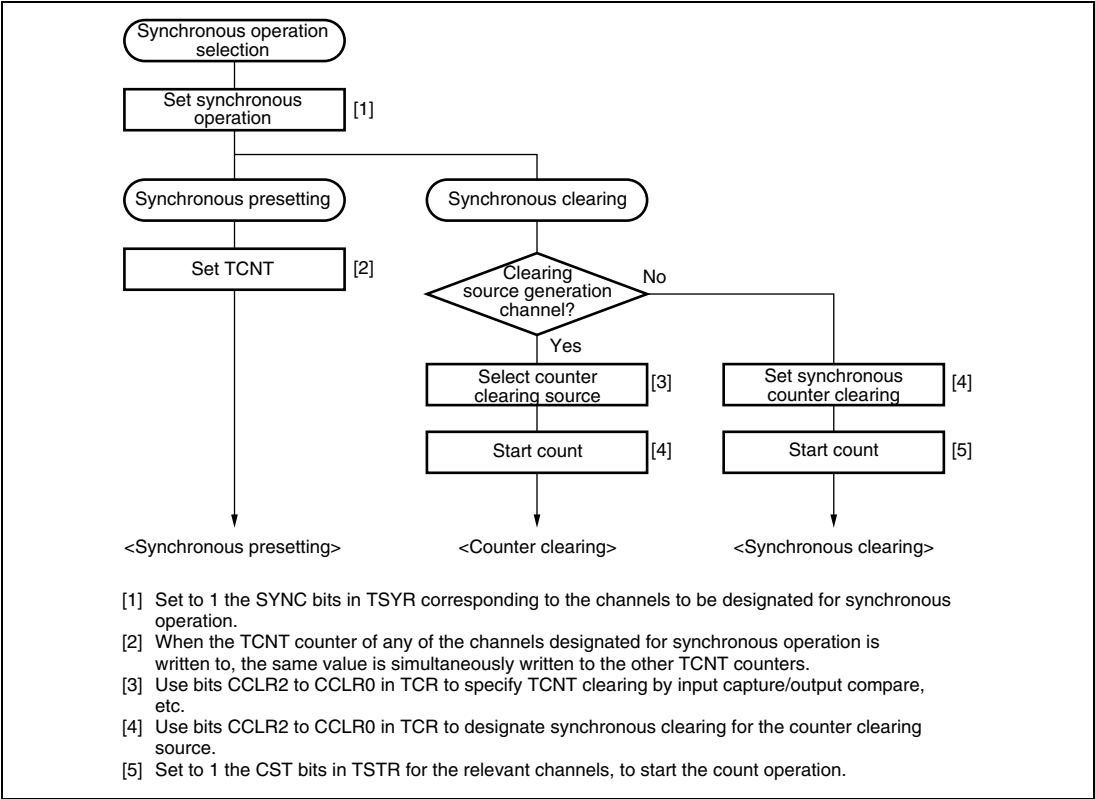 Synchronous operation
selection
Set synchronous
operation
[1]
Synchronous presetting
Synchronous clearing
Set TCNT
[2]
Clearing
source generation
channel?
No
Yes
Select counter
clearing source
[3]
Set synchronous
counter clearing
[4]
Start count
[4]
Start count
[5]
<Synchronous presetting>
<Counter clearing>
<Synchronous clearing>
[1] Set to 1 the SYNC bits in TSYR corresponding to the channels to be designated for synchronous
operation.
[2] When the TCNT counter of any of the channels designated for synchronous operation is
written to, the same value is simultaneously written to the other TCNT counters.
[3] Use bits CCLR2 to CCLR0 in TCR to specify TCNT clearing by input capture/output compare,
etc.
[4] Use bits CCLR2 to CCLR0 in TCR to designate synchronous clearing for the counter clearing
source.
[5] Set to 1 the CST bits in TSTR for the relevant channels, to start the count operation.